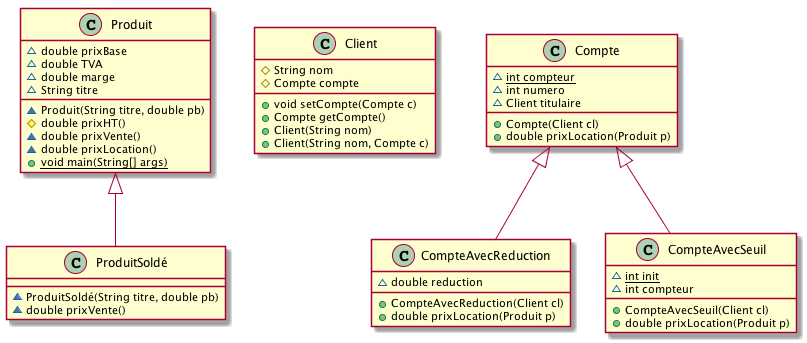 C Produit
double prixBase
double TVA
double marge
String titre
Produit(String titre, double pb)
double prixHT()
double prixVente()
double prixLocation()
void main(String[] args)
C Client
String nom
Compte compte
void setCompte(Compte c)
Compte getCompte()
Client(String nom)
Client(String nom, Compte c)
C Compte
int compteur
int numero
Client titulaire
Compte(Client cl)
double prixLocation(Produit p)
C ProduitSoldé
ProduitSoldé(String titre, double pb)
double prixVente()
C CompteAvecReduction
double reduction
CompteAvecReduction(Client cl)
double prixLocation(Produit p)
C CompteAvecSeuil
int init
int compteur
CompteAvecSeuil(Client cl)
double prixLocation(Produit p)